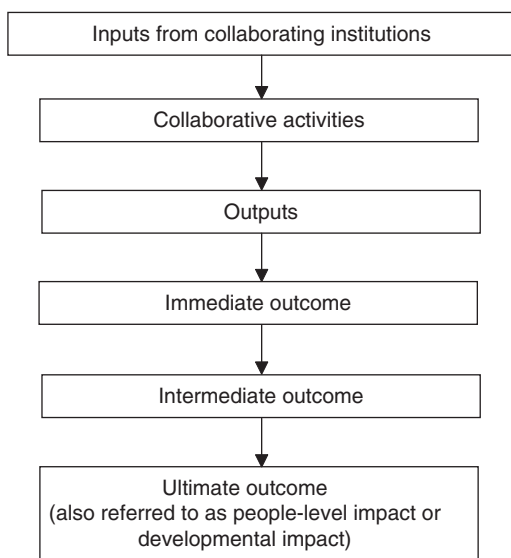 Inputs from collaborating institutions
Collaborative activities
Outputs
Immediate outcome
Intermediate outcome
Ultimate outcome
(also referred to as people-level impact or
developmental impact)